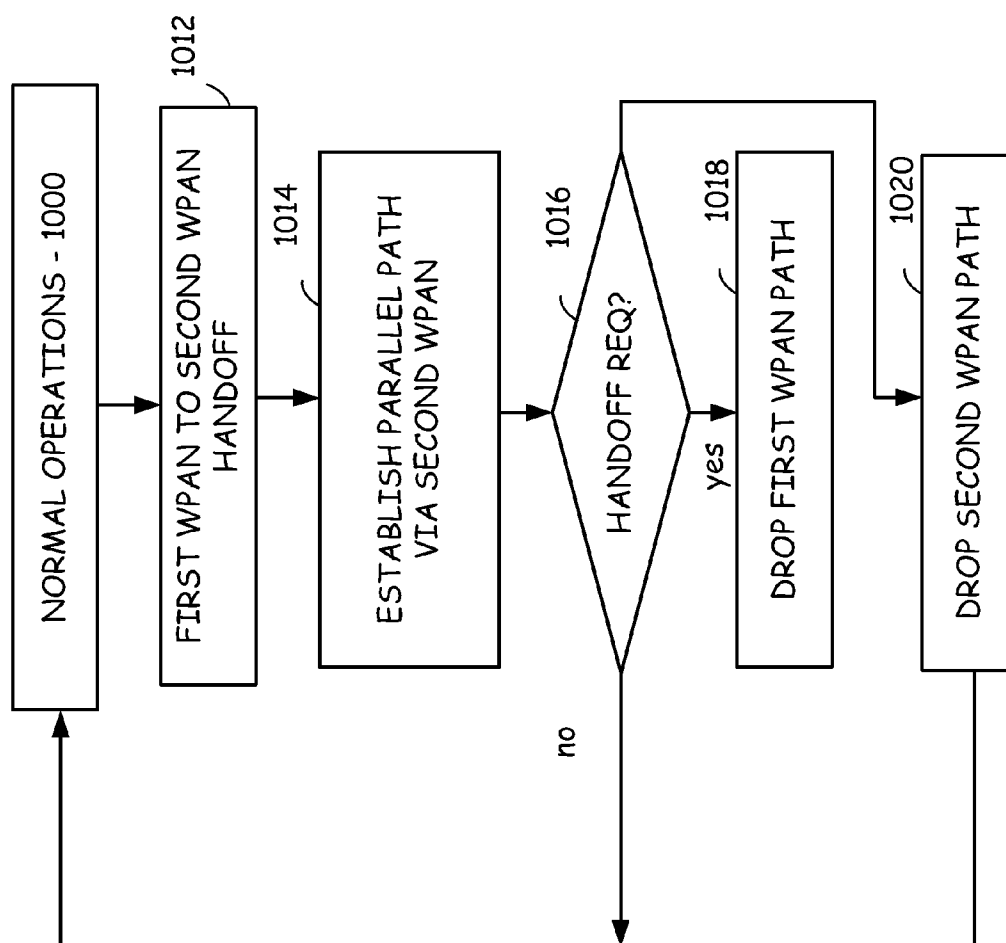 NORMAL OPERATIONS - 1000
1012
FIRST WPAN TO SECOND WPAN
HANDOFF
1014
ESTABLISH PARALLEL PATH
VIA SECOND WPAN
1016
HANDOFF REQ?
no
yes
1018
DROP FIRST WPAN PATH
1020
DROP SECOND WPAN PATH